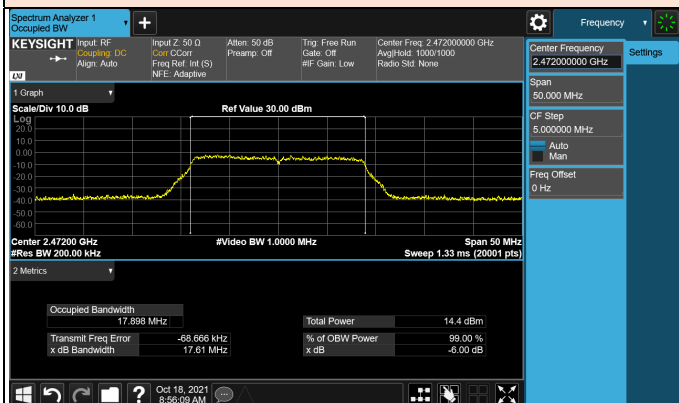 Spectrum Analyzer 1
Occupied BW
+
Frequency
KEYSIGHT
Input: RF
Coupling: DC
Align: Auto
Input Z: 50 Ω
Corr CCorr
Freq Ref: Int (S)
NFE: Adaptive
Atten: 50 dB
Preamp: Off
Trig: Free Run
Gate: Off
#IF Gain: Low
Center Freq: 2.472000000 GHz
Avg|Hold: 1000/1000
Radio Std: None
LXI
Center Frequency
2.472000000 GHz
Settings
Span
50.000 MHz
CF Step
5.000000 MHz
Auto
Man
Freq Offset
0 Hz
1 Graph
Scale/Div 10.0 dB
Ref Value 30.00 dBm
Log
20.0
10.0
0.00
-10.0
-20.0
-30.0
-40.0
-50.0
-60.0
Center 2.47200 GHz
#Video BW 1.0000 MHz
Span 50 MHz
#Res BW 200.00 kHz
Sweep 1.33 ms (20001 pts)
2 Metrics
Occupied Bandwidth
17.898 MHz
Total Power
14.4 dBm
Transmit Freq Error
-68.666 kHz
% of OBW Power
99.00 %
x dB Bandwidth
17.61 MHz
x dB
-6.00 dB
?
Oct 18, 2021
8:56:09 AM